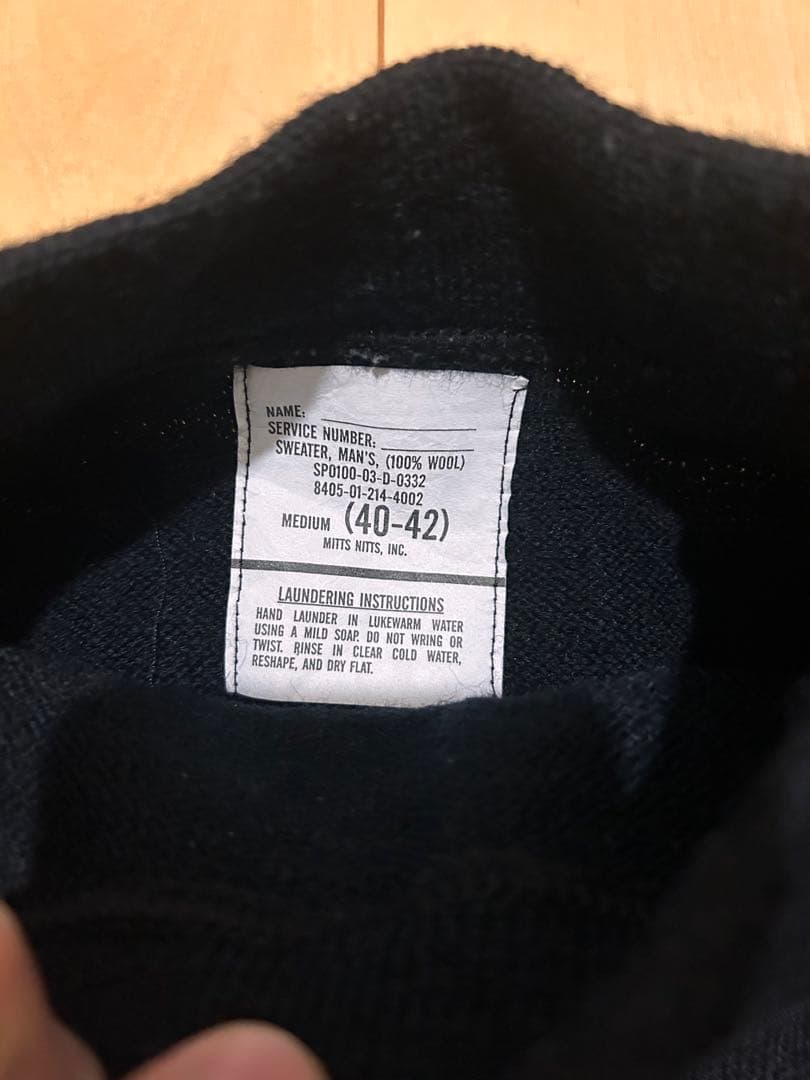 NAME:
SERVICE NUMBER:
SWEATER, MAN'S, (100% WOOL)
SP0100-03-D-0332
8405-01-214-4002
MEDIUM (40-42)
MITTS NITTS, INC.
LAUNDERING INSTRUCTIONS
HAND LAUNDER IN LUKEWARM WATER
USING A MILD SOAP. DO NOT WRING OR
TWIST. RINSE IN CLEAR COLD WATER,
RESHAPE, AND DRY FLAT.